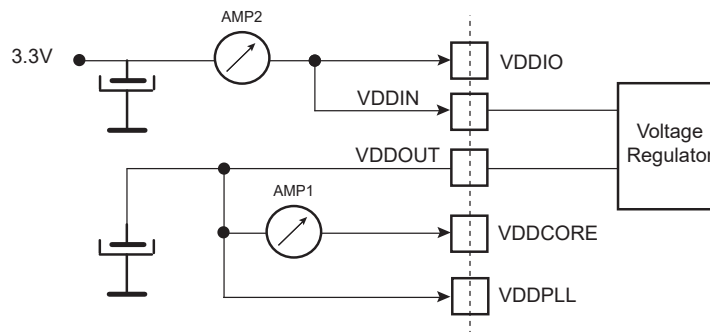 AMP2
3.3V
VDDIO
VDDIN
Voltage
Regulator
VDDOUT
AMP1
VDDCORE
VDDPLL